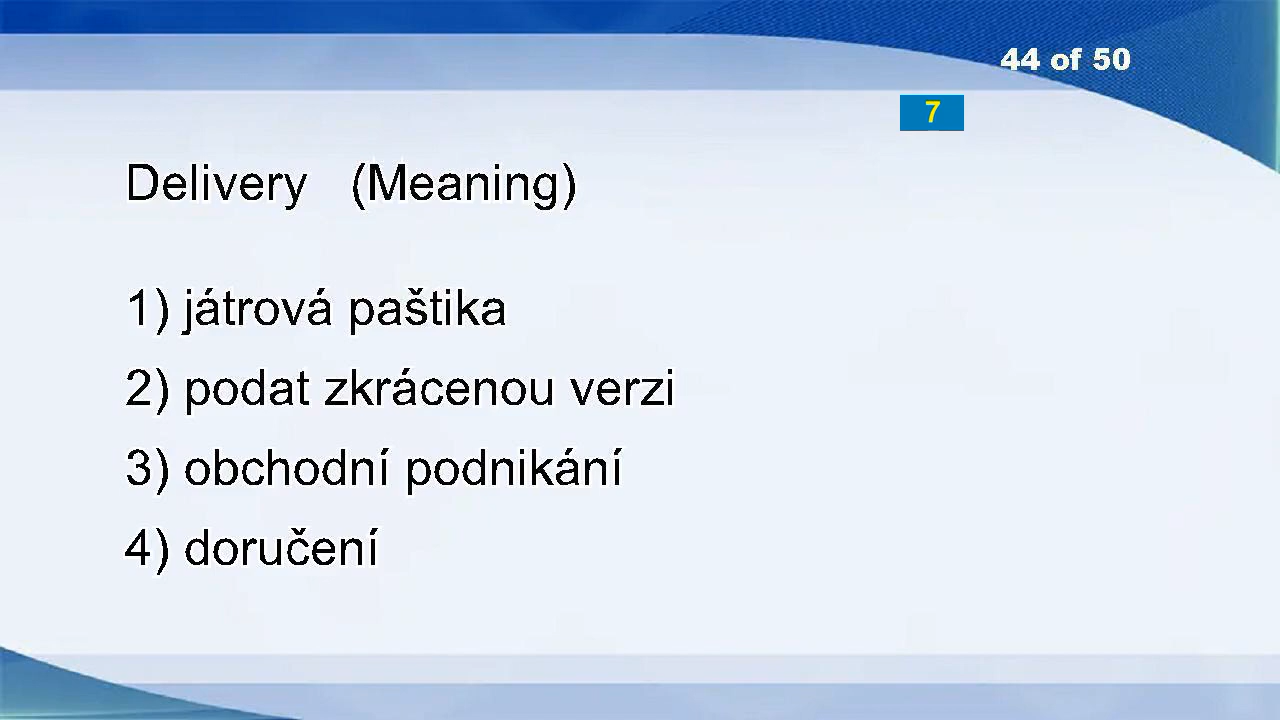 44 of 50
7
Delivery (Meaning)
1) játrová paštika
2) podat zkrácenou verzi
3) obchodní podnikání
4) doručení